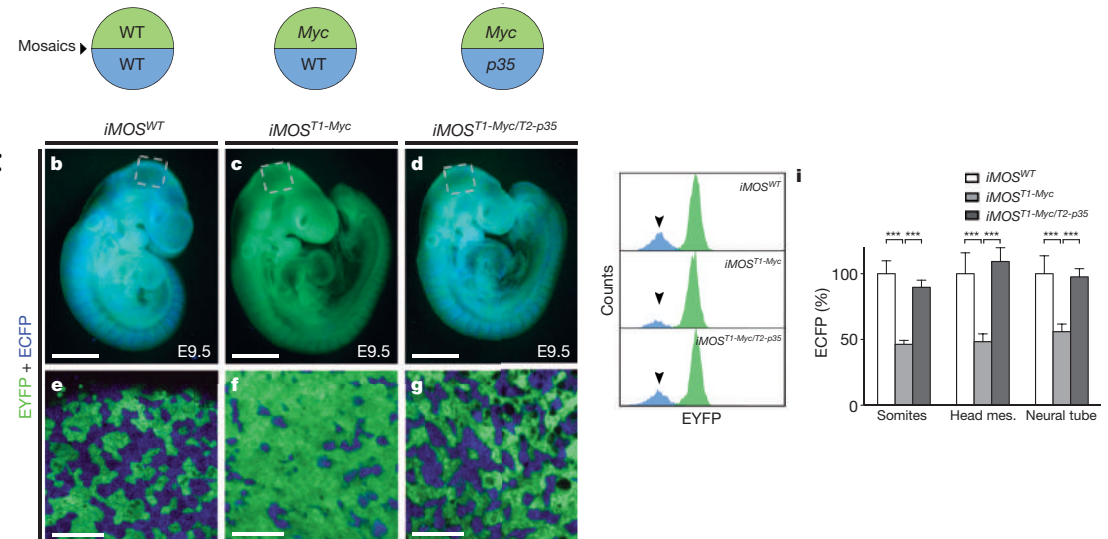 WT
WT
Myc
WT
Myc
p35
Mosaics
iMOS^WT
iMOS^T1-Myc
iMOS^T1-Myc/T2-p35
EYFP + ECFP
b
c
d
E9.5
E9.5
E9.5
e
f
g
Counts
iMOS^WT
iMOS^T1-Myc
iMOS^T1-Myc/T2-p35
EYFP
i
iMOS^WT
iMOS^T1-Myc
iMOS^T1-Myc/T2-p35
*** *** *** *** *** ***
ECFP (%)
100
50
0
Somites Head mes. Neural tube